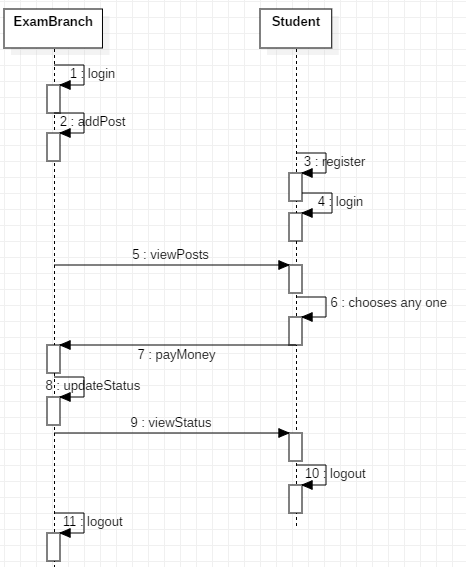 ExamBranch
Student
1 : login
2 : addPost
3 : register
4 : login
5 : viewPosts
6 : chooses any one
7 : payMoney
8 : updateStatus
9 : viewStatus
10 : logout
11 : logout